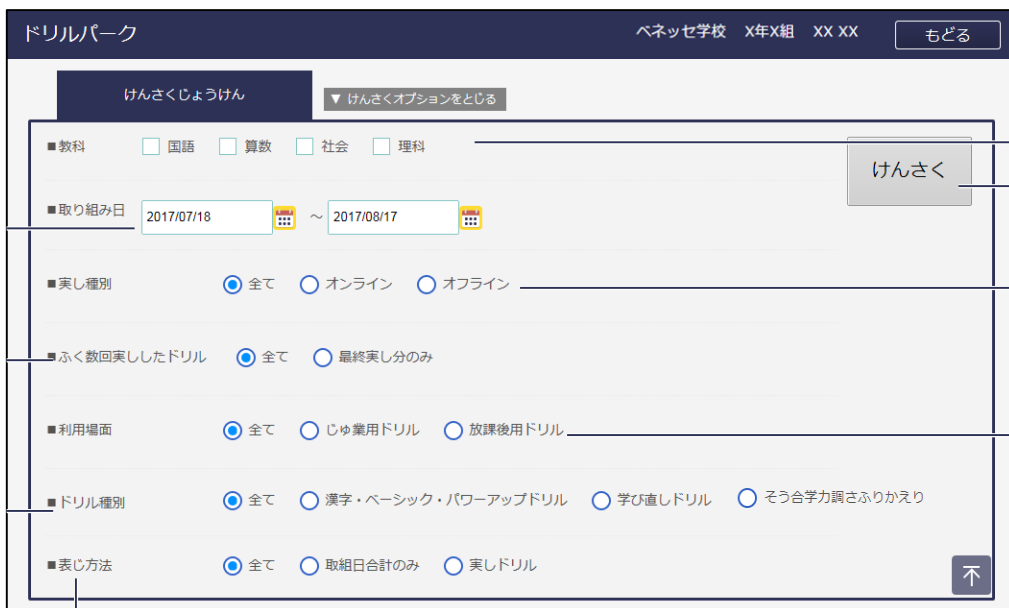 ドリルパーク ベネッセ学校 X年X組 XX XX もどる
けんさくじょうけん ▼ けんさくオプションをとじる
■教科 国語 算数 社会 理科 けんさく
■取り組み日 2017/07/18 ～ 2017/08/17
■実し種別 全て オンライン オフライン
■ふく数回実ししたドリル 全て 最終実し分のみ
■利用場面 全て じゅ業用ドリル 放課後用ドリル
■ドリル種別 全て 漢字・ベーシック・パワーアップドリル 学び直しドリル そう合学力調さふりかえり
■表じ方法 全て 取組日合計のみ 実しドリル